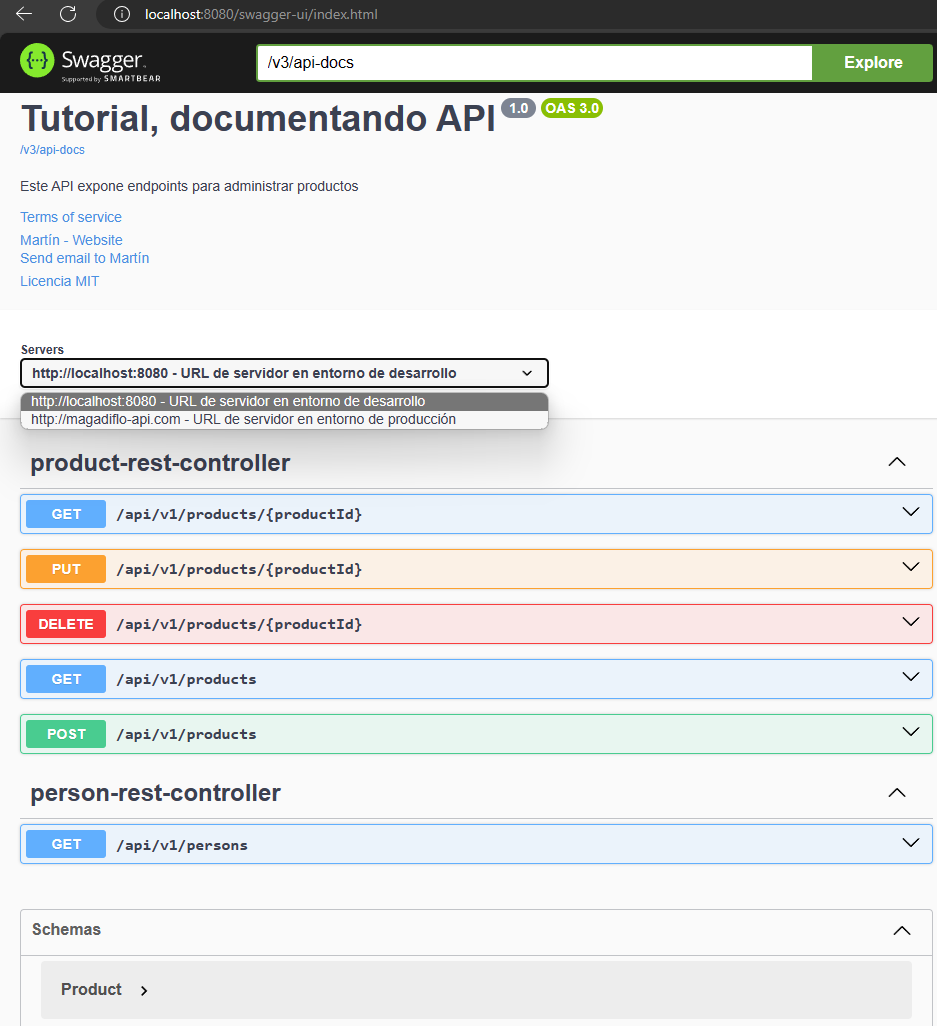 localhost:8080/swagger-ui/index.html
Swagger
Supported by SMARTBEAR
/v3/api-docs
Explore
Tutorial, documentando API 1.0 OAS 3.0
/v3/api-docs
Este API expone endpoints para administrar productos
Terms of service
Martín - Website
Send email to Martín
Licencia MIT
Servers
http://localhost:8080 - URL de servidor en entorno de desarrollo
http://localhost:8080 - URL de servidor en entorno de desarrollo
http://magadiflo-api.com - URL de servidor en entorno de producción
product-rest-controller
GET /api/v1/products/{productId}
PUT /api/v1/products/{productId}
DELETE /api/v1/products/{productId}
GET /api/v1/products
POST /api/v1/products
person-rest-controller
GET /api/v1/persons
Schemas
Product